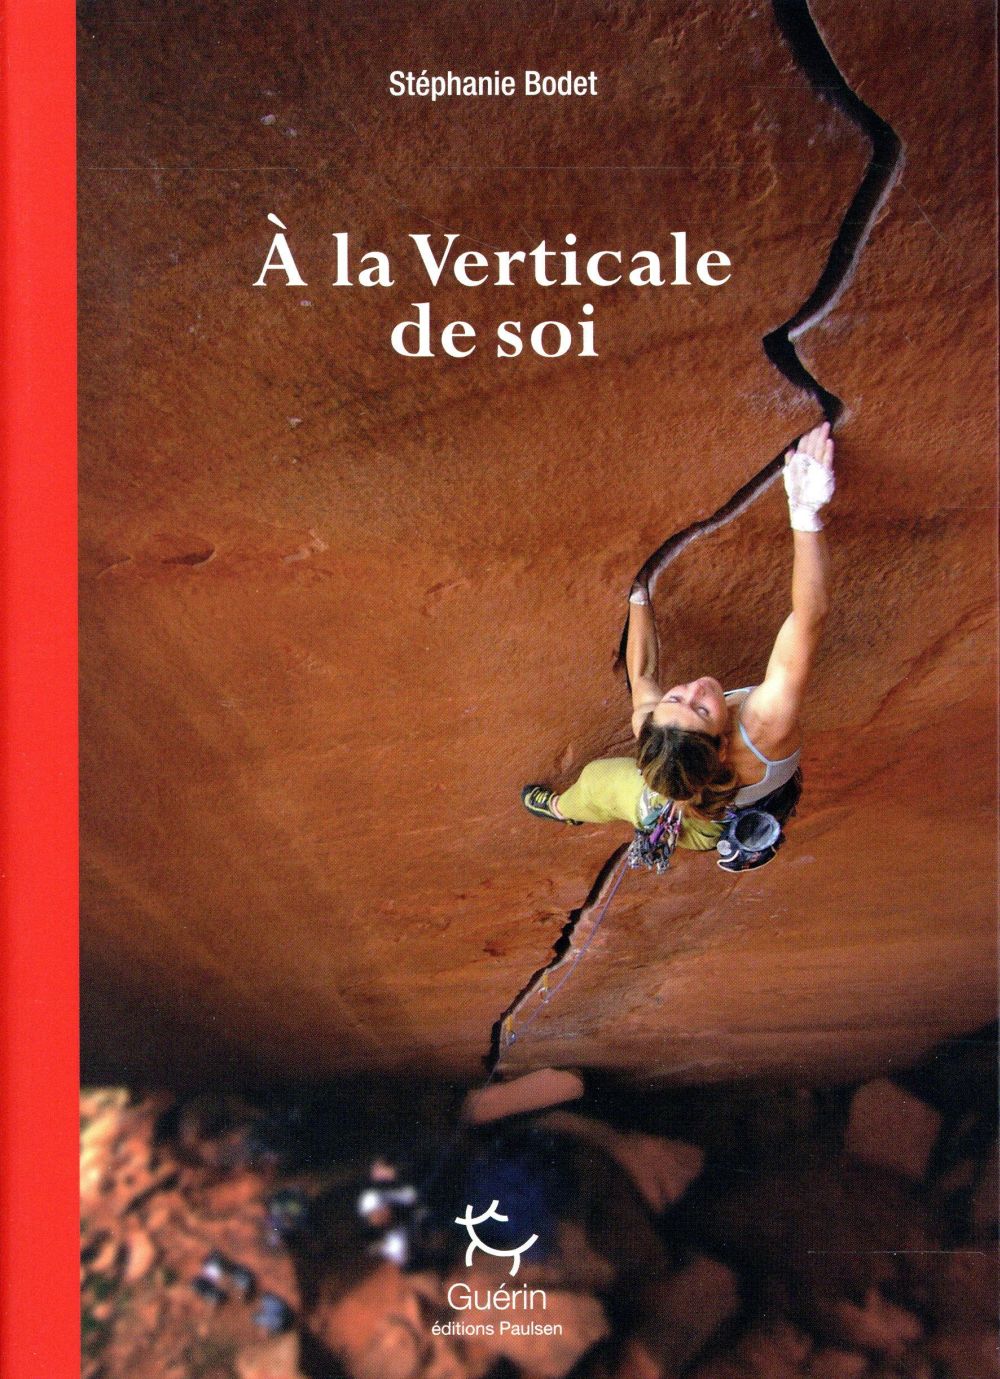 Stéphanie Bodet
À la Verticale
de soi
Guérin
éditions Paulsen